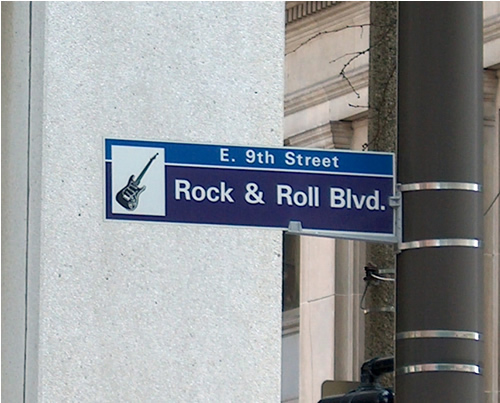 E. 9th Street
Rock & Roll Blvd.